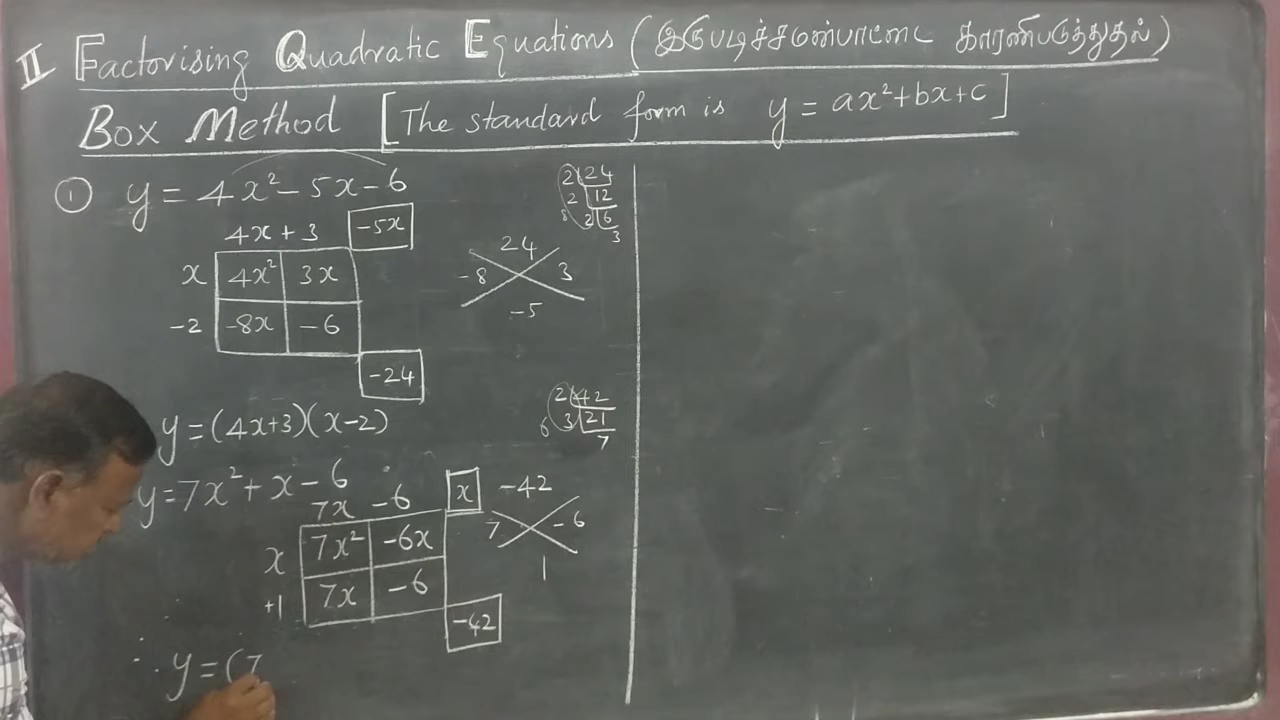 II Factorising Quadratic Equations (இருபடிச்சமன்பாட்டை காரணிபடுத்துதல்)
Box Method [The standard form is y = ax²+bx+c]
① y = 4x² - 5x - 6
4x + 3 -5x
x 4x² 3x
-2 -8x -6
-24
2 24
2 12
8 2 6
3
24
-8 3
-5
y = (4x+3)(x-2)
y = 7x² + x - 6
7x - 6 x
x 7x² -6x
+1 7x -6
-42
2 42
6 3 21
7
-42
7 -6
1
∴ y = (7